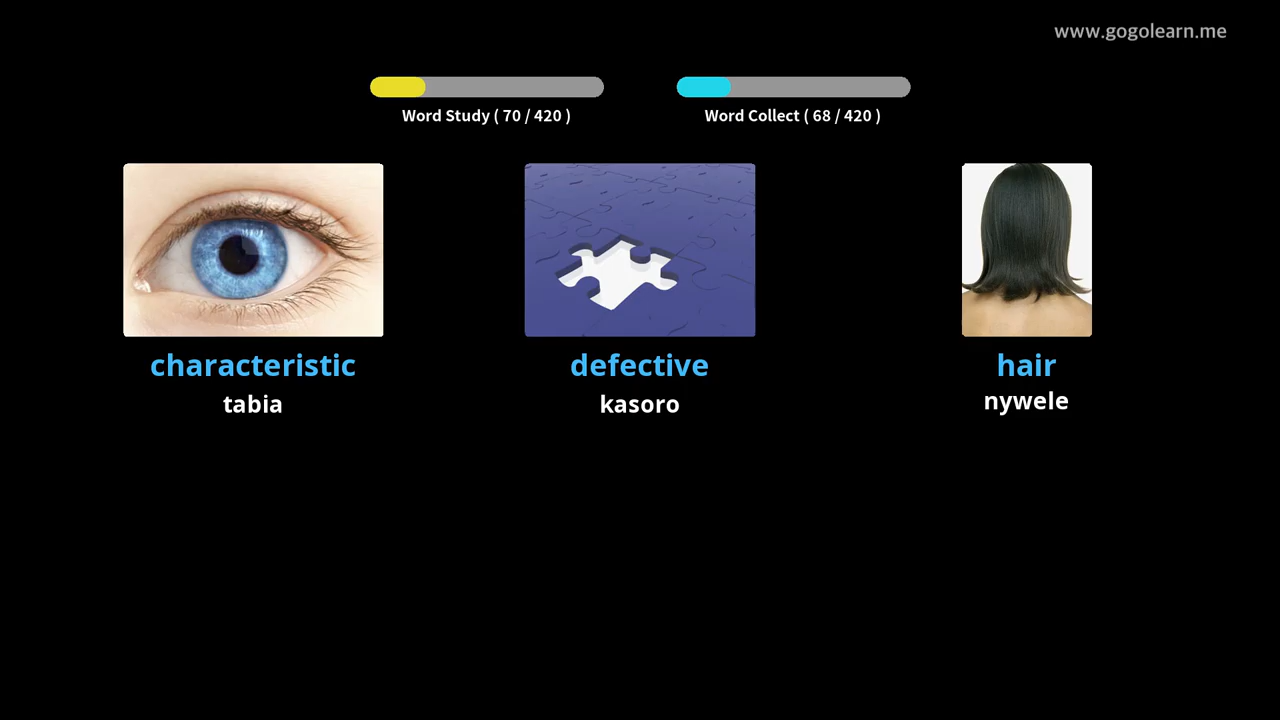 www.gogolearn.me
Word Study ( 70 / 420 )
Word Collect ( 68 / 420 )
characteristic
tabia
defective
kasoro
hair
nywele